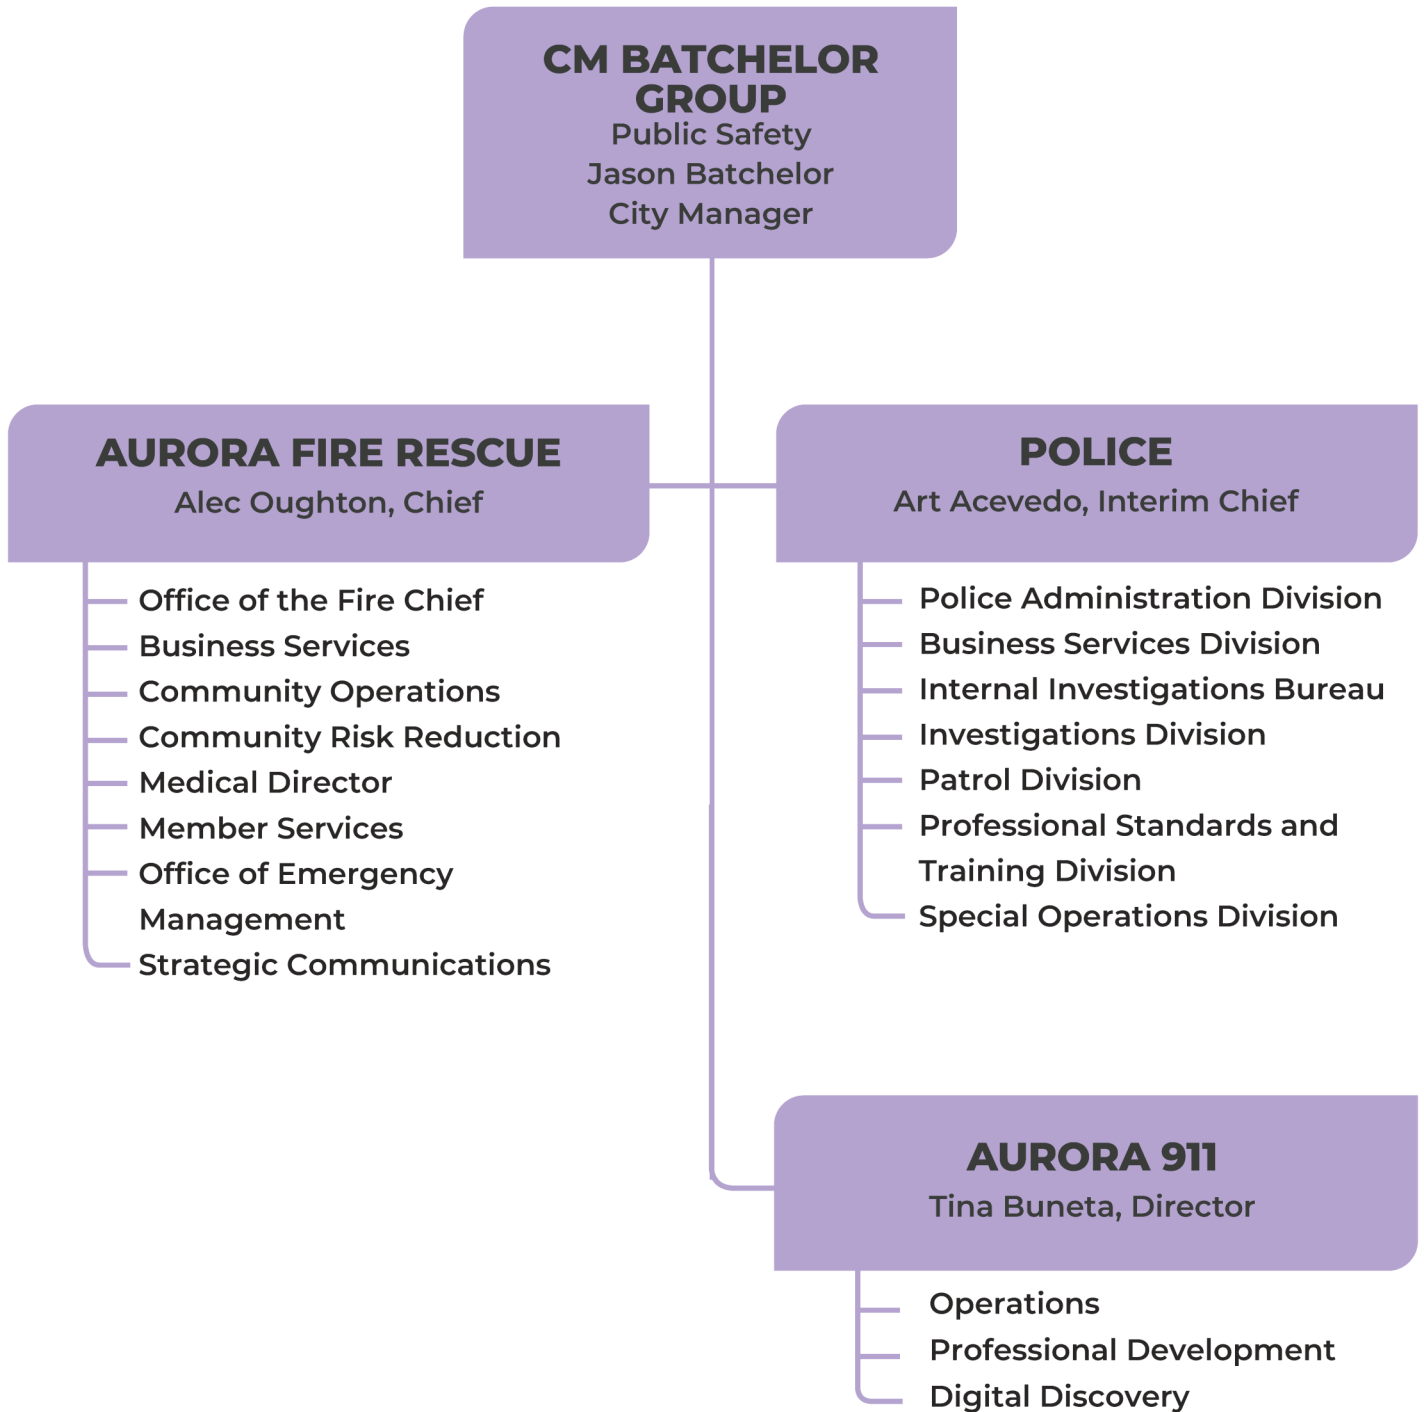 CM BATCHELOR
GROUP
Public Safety
Jason Batchelor
City Manager
AURORA FIRE RESCUE
Alec Oughton, Chief
Office of the Fire Chief
Business Services
Community Operations
Community Risk Reduction
Medical Director
Member Services
Office of Emergency
Management
Strategic Communications
POLICE
Art Acevedo, Interim Chief
Police Administration Division
Business Services Division
Internal Investigations Bureau
Investigations Division
Patrol Division
Professional Standards and
Training Division
Special Operations Division
AURORA 911
Tina Buneta, Director
Operations
Professional Development
Digital Discovery